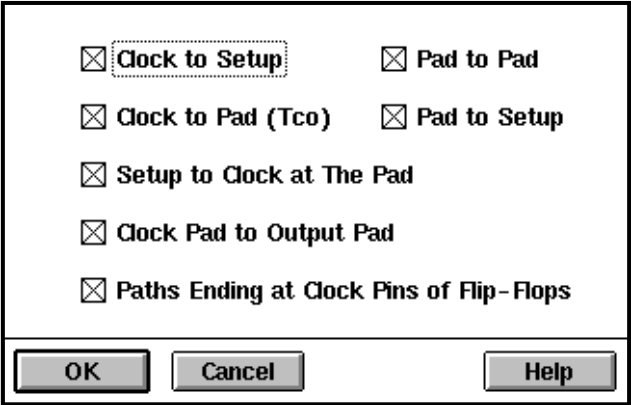 Clock to Setup Pad to Pad
Clock to Pad (Tco) Pad to Setup
Setup to Clock at The Pad
Clock Pad to Output Pad
Paths Ending at Clock Pins of Flip-Flops
OK Cancel Help